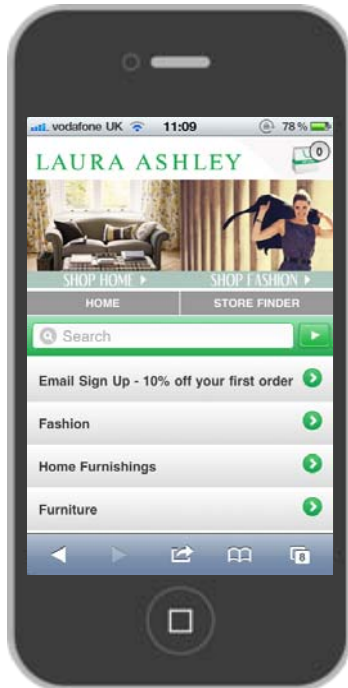 vodafone UK 11:09 78%
LAURA ASHLEY 0
SHOP HOME SHOP FASHION
HOME STORE FINDER
Search
Email Sign Up - 10% off your first order
Fashion
Home Furnishings
Furniture
8